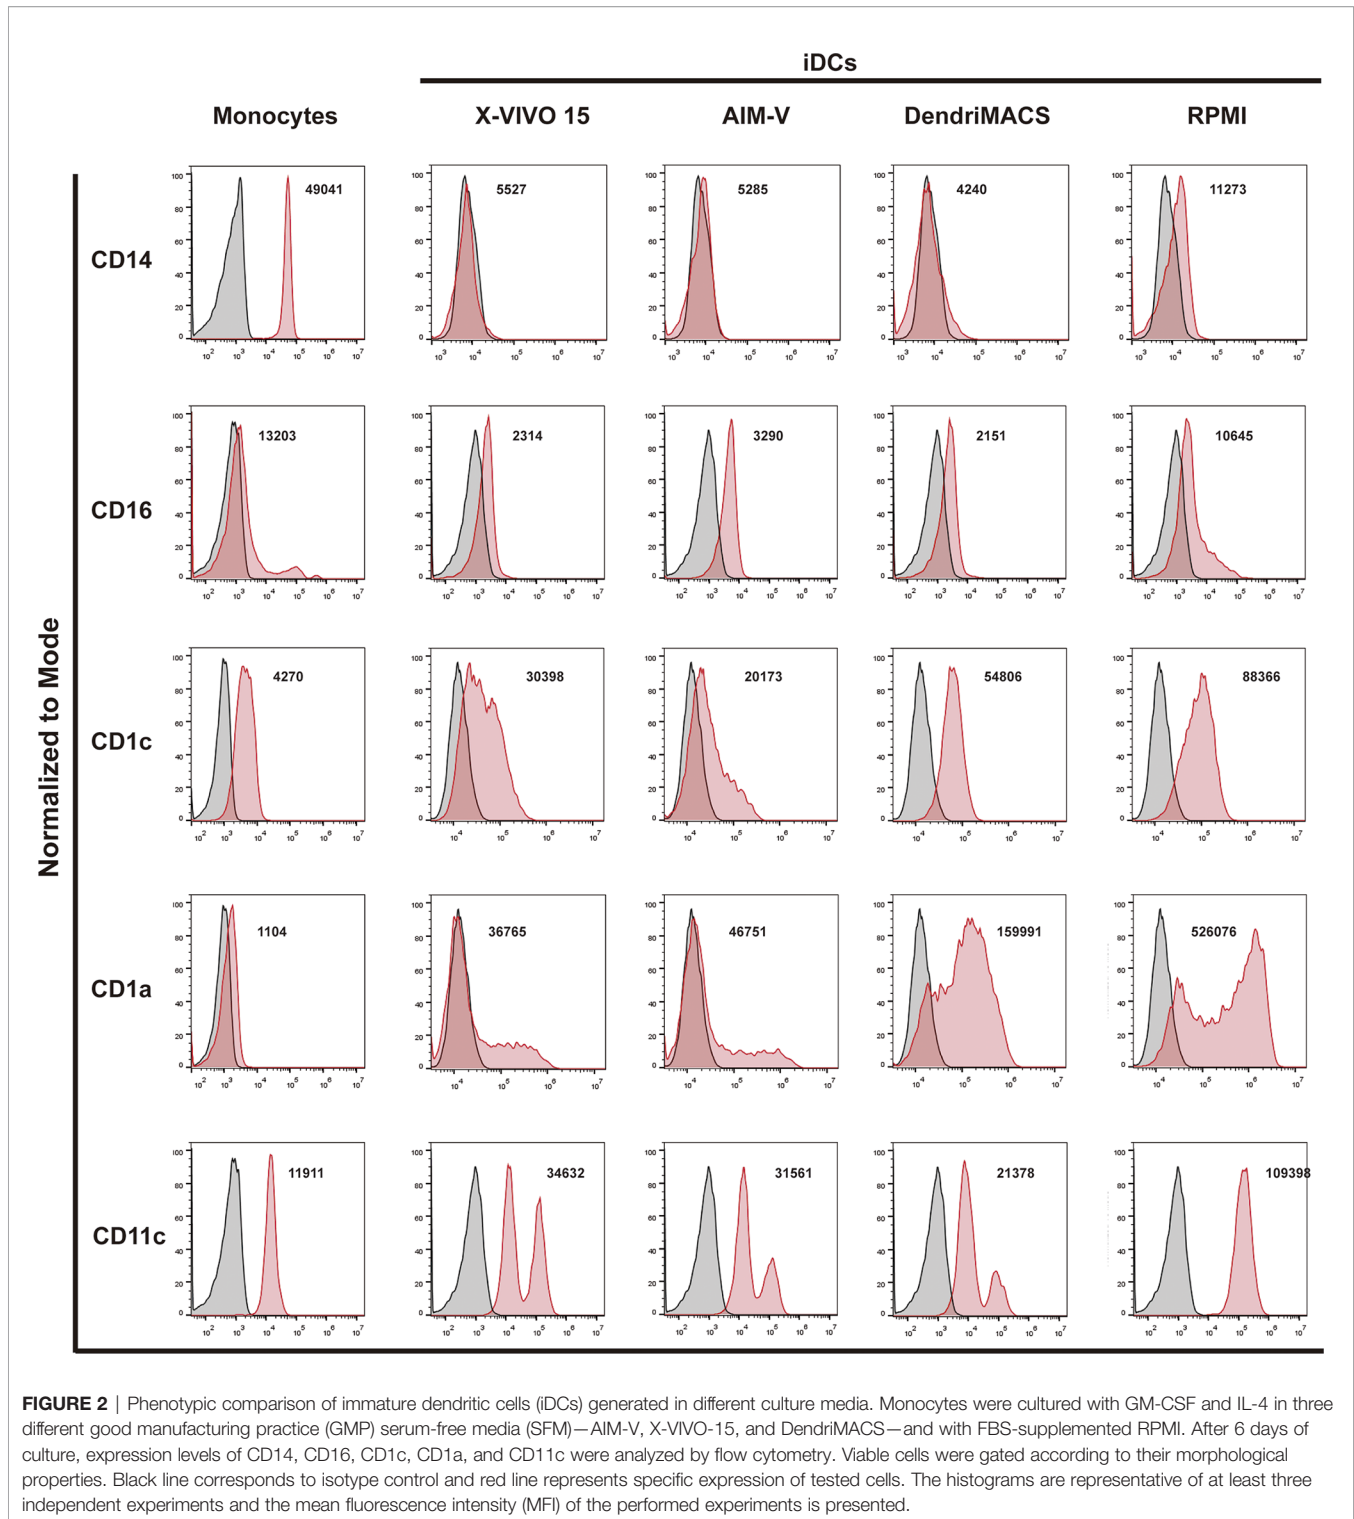 iDCs
Monocytes X-VIVO 15 AIM-V DendriMACS RPMI
Normalized to Mode
CD14
49041 5527 5285 4240 11273
CD16
13203 2314 3290 2151 10645
CD1c
4270 30398 20173 54806 88366
CD1a
1104 36765 46751 159991 526076
CD11c
11911 34632 31561 21378 109398
FIGURE 2 | Phenotypic comparison of immature dendritic cells (iDCs) generated in different culture media. Monocytes were cultured with GM-CSF and IL-4 in three
different good manufacturing practice (GMP) serum-free media (SFM)—AIM-V, X-VIVO-15, and DendriMACS—and with FBS-supplemented RPMI. After 6 days of
culture, expression levels of CD14, CD16, CD1c, CD1a, and CD11c were analyzed by flow cytometry. Viable cells were gated according to their morphological
properties. Black line corresponds to isotype control and red line represents specific expression of tested cells. The histograms are representative of at least three
independent experiments and the mean fluorescence intensity (MFI) of the performed experiments is presented.